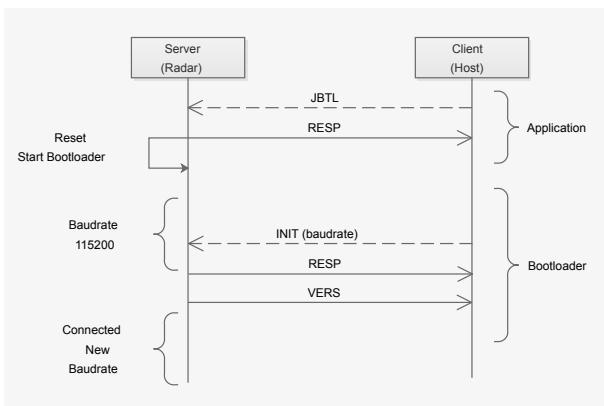 Server
(Radar)
Client
(Host)
JBTL
RESP
Application
Reset
Start Bootloader
Baudrate
115200
INIT (baudrate)
RESP
Bootloader
VERS
Connected
New
Baudrate